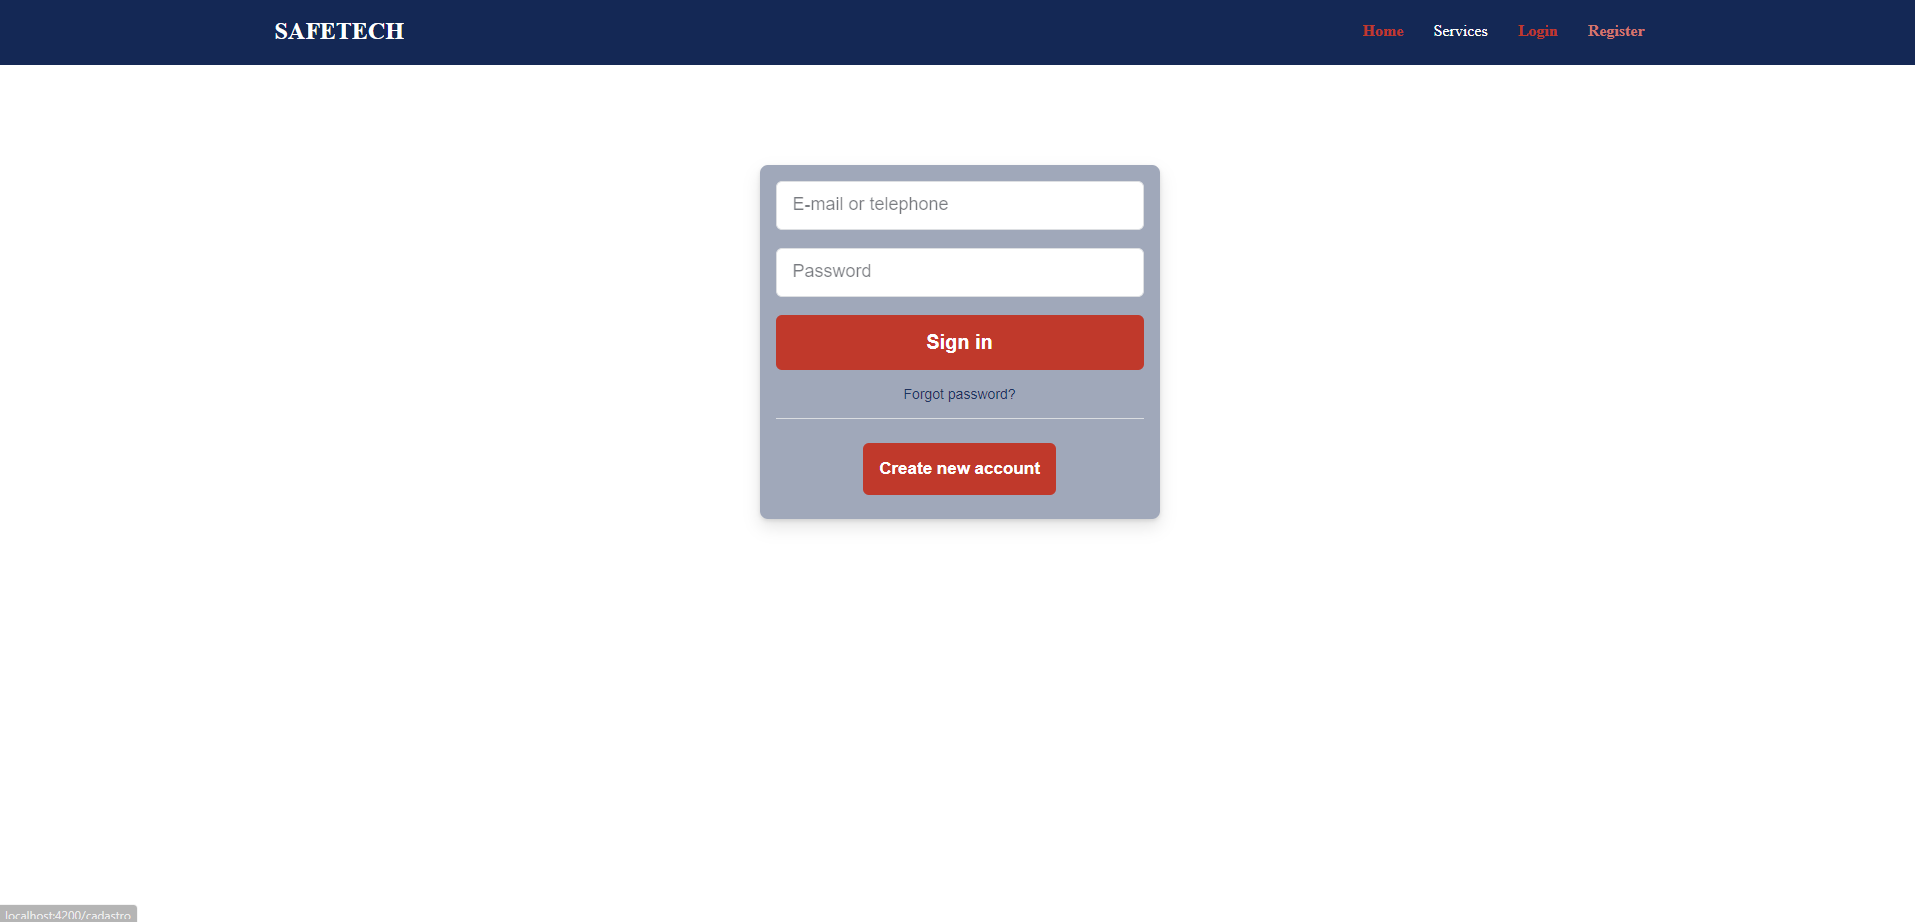 SAFETECH Home Services Login Register
E-mail or telephone
Password
Sign in
Forgot password?
Create new account
localhost:4200/cadastro